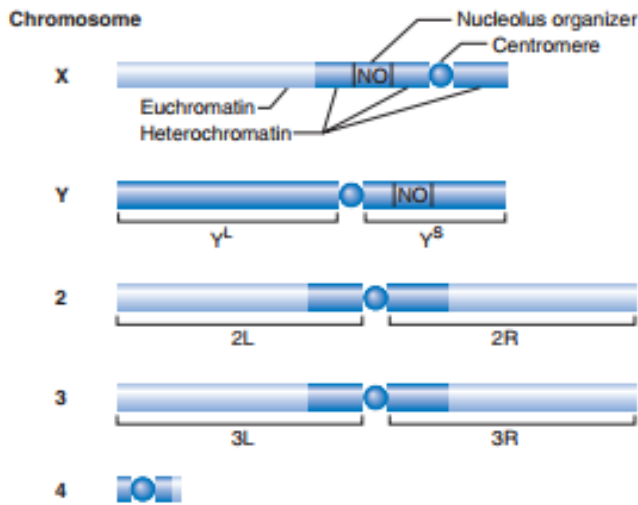 Chromosome
Nucleolus organizer
Centromere
X
[NO]
Euchromatin
Heterochromatin
Y
[NO]
Y^L
Y^S
2
2L
2R
3
3L
3R
4